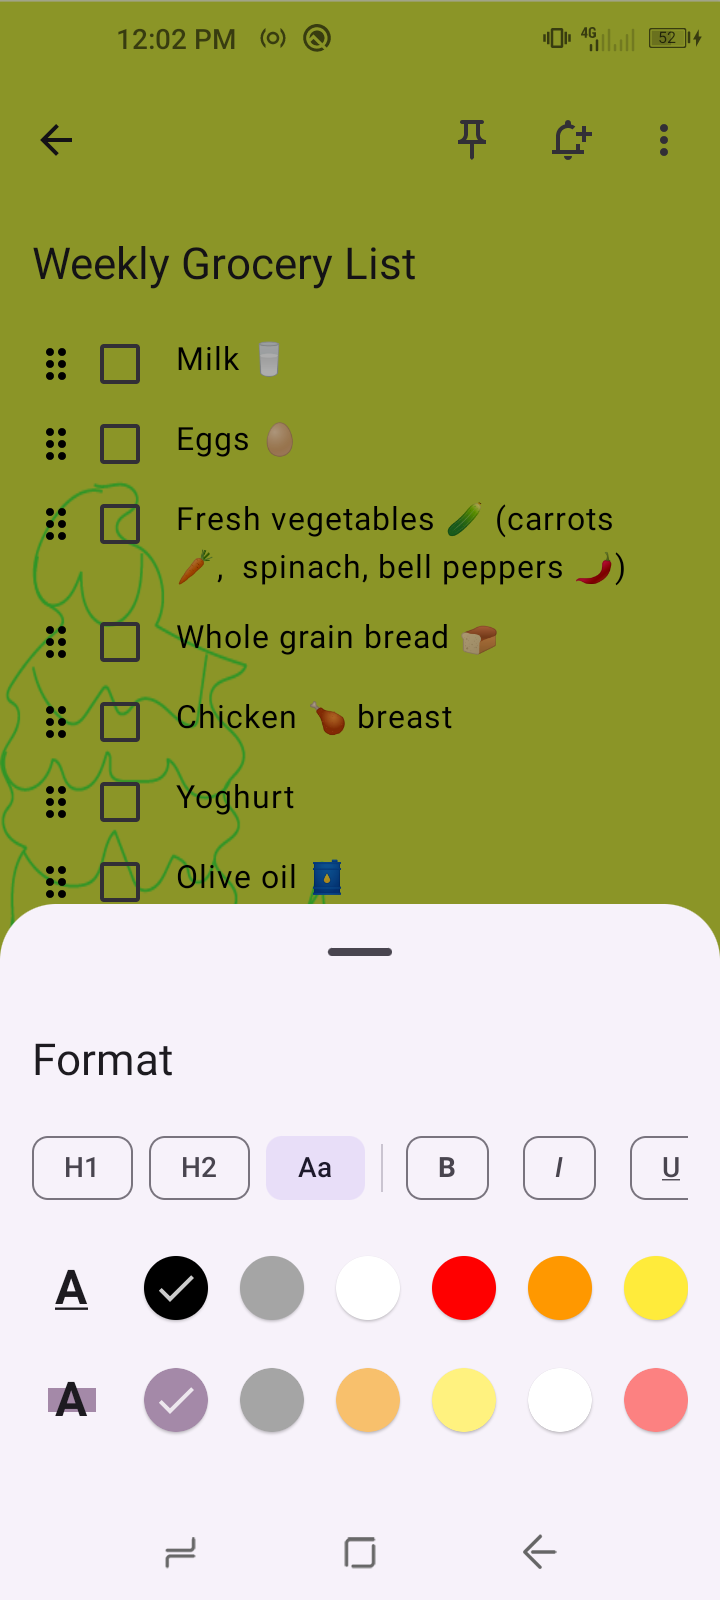 12:02 PM 4G 52
Weekly Grocery List
Milk 🥛
Eggs 🥚
Fresh vegetables 🥒 (carrots
🥕,  spinach, bell peppers 🌶️)
Whole grain bread 🍞
Chicken 🍗 breast
Yoghurt
Olive oil 🛢️
Format
H1 H2 Aa B I U
A
A